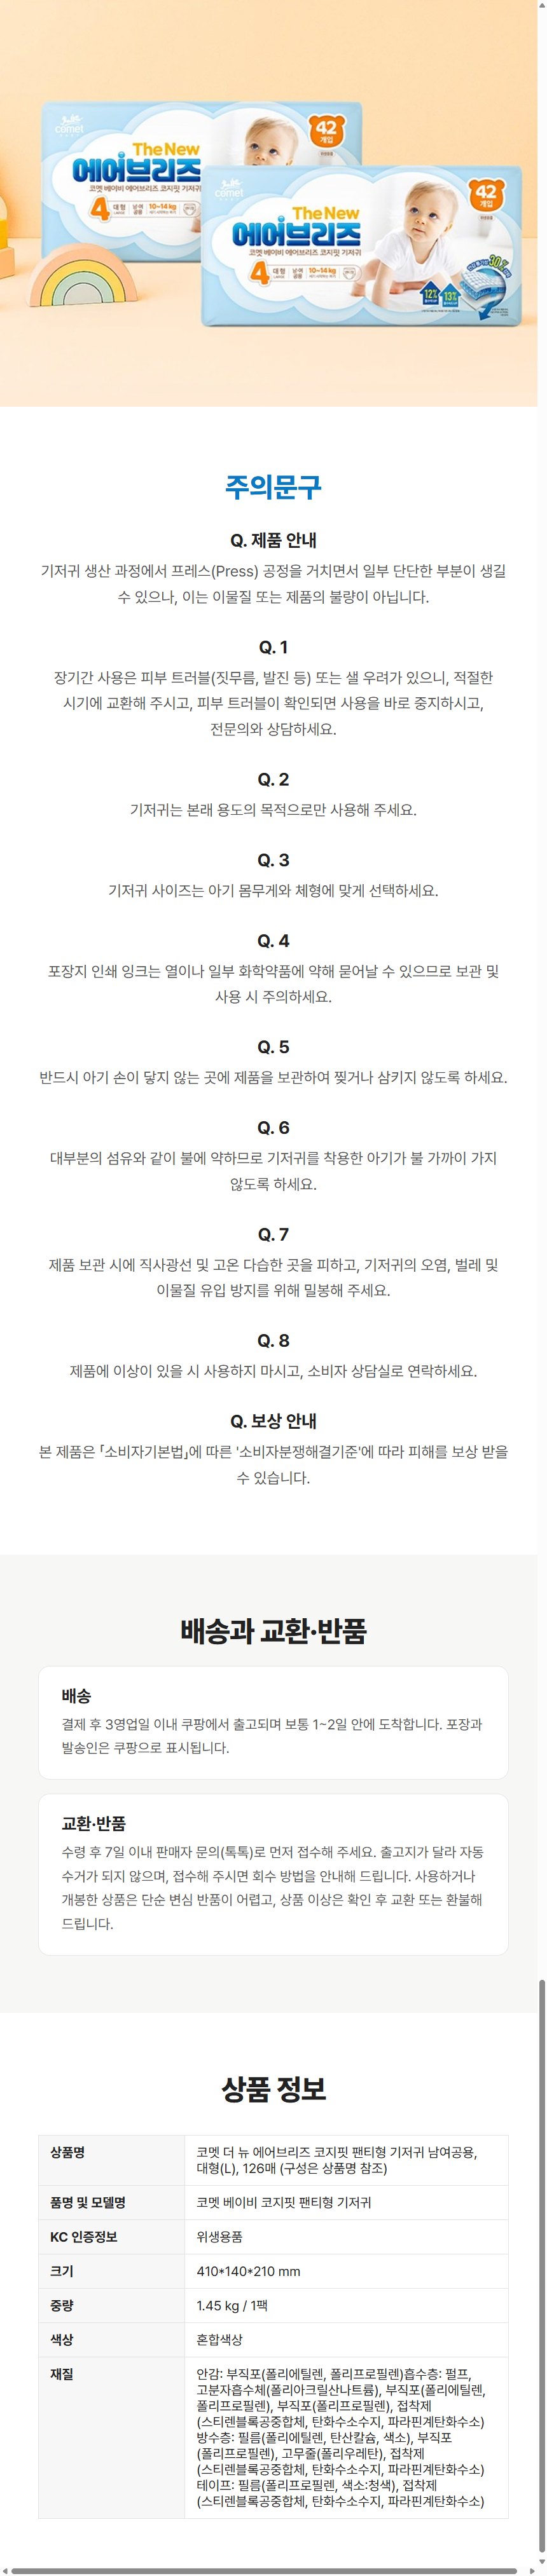 comet
The New
에어브리즈
코멧 베이비 에어브리즈 코지핏 기저귀
4 대형 남여공용 10~14 kg
42
개입
comet
The New
에어브리즈
코멧 베이비 에어브리즈 코지핏 기저귀
4 대형 남여공용 10~14 kg
42
개입
12%
13%
30%
주의문구
Q. 제품 안내
기저귀 생산 과정에서 프레스(Press) 공정을 거치면서 일부 단단한 부분이 생길
수 있으나, 이는 이물질 또는 제품의 불량이 아닙니다.
Q. 1
장기간 사용은 피부 트러블(짓무름, 발진 등) 또는 샐 우려가 있으니, 적절한
시기에 교환해 주시고, 피부 트러블이 확인되면 사용을 바로 중지하시고,
전문의와 상담하세요.
Q. 2
기저귀는 본래 용도의 목적으로만 사용해 주세요.
Q. 3
기저귀 사이즈는 아기 몸무게와 체형에 맞게 선택하세요.
Q. 4
포장지 인쇄 잉크는 열이나 일부 화학약품에 약해 묻어날 수 있으므로 보관 및
사용 시 주의하세요.
Q. 5
반드시 아기 손이 닿지 않는 곳에 제품을 보관하여 찢거나 삼키지 않도록 하세요.
Q. 6
대부분의 섬유와 같이 불에 약하므로 기저귀를 착용한 아기가 불 가까이 가지
않도록 하세요.
Q. 7
제품 보관 시에 직사광선 및 고온 다습한 곳을 피하고, 기저귀의 오염, 벌레 및
이물질 유입 방지를 위해 밀봉해 주세요.
Q. 8
제품에 이상이 있을 시 사용하지 마시고, 소비자 상담실로 연락하세요.
Q. 보상 안내
본 제품은 「소비자기본법」에 따른 '소비자분쟁해결기준'에 따라 피해를 보상 받을
수 있습니다.
배송과 교환·반품
배송
결제 후 3영업일 이내 쿠팡에서 출고되며 보통 1~2일 안에 도착합니다. 포장과
발송인은 쿠팡으로 표시됩니다.
교환·반품
수령 후 7일 이내 판매자 문의(톡톡)로 먼저 접수해 주세요. 출고지가 달라 자동
수거가 되지 않으며, 접수해 주시면 회수 방법을 안내해 드립니다. 사용하거나
개봉한 상품은 단순 변심 반품이 어렵고, 상품 이상은 확인 후 교환 또는 환불해
드립니다.
상품 정보
상품명 코멧 더 뉴 에어브리즈 코지핏 팬티형 기저귀 남여공용,
대형(L), 126매 (구성은 상품명 참조)
품명 및 모델명 코멧 베이비 코지핏 팬티형 기저귀
KC 인증정보 위생용품
크기 410*140*210 mm
중량 1.45 kg / 1팩
색상 혼합색상
재질 안감: 부직포(폴리에틸렌, 폴리프로필렌)흡수층: 펄프,
고분자흡수체(폴리아크릴산나트륨), 부직포(폴리에틸렌,
폴리프로필렌), 부직포(폴리프로필렌), 접착제
(스티렌블록공중합체, 탄화수소수지, 파라핀계탄화수소)
방수층: 필름(폴리에틸렌, 탄산칼슘, 색소), 부직포
(폴리프로필렌), 고무줄(폴리우레탄), 접착제
(스티렌블록공중합체, 탄화수소수지, 파라핀계탄화수소)
테이프: 필름(폴리프로필렌, 색소:청색), 접착제
(스티렌블록공중합체, 탄화수소수지, 파라핀계탄화수소)